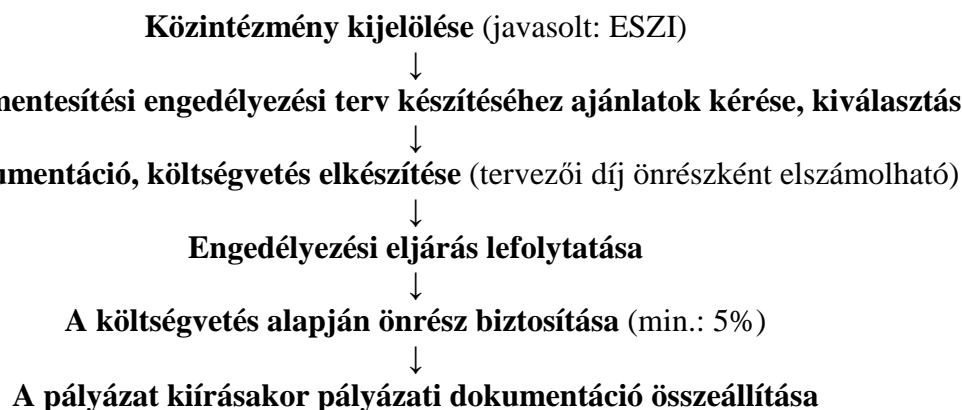 Közintézmény kijelölése (javasolt: ESZI)
↓
mentesítési engedélyezési terv készítéséhez ajánlatok kérése, kiválasztás
↓
umentáció, költségvetés elkészítése (tervezői díj önrészként elszámolható)
↓
Engedélyezési eljárás lefolytatása
↓
A költségvetés alapján önrész biztosítása (min.: 5%)
↓
A pályázat kiírásakor pályázati dokumentáció összeállítása